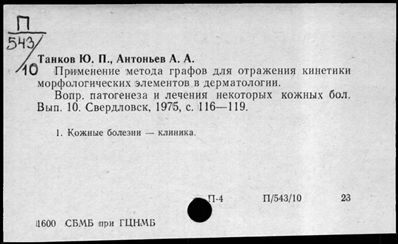 П
543/
10
Танков Ю. П., Антоньев А. А.
Применение метода графов для отражения кинетики
морфологических элементов в дерматологии.
Вопр. патогенеза и лечения некоторых кожных бол.
Вып. 10. Свердловск, 1975, с. 116—119.
1. Кожные болезни — клиника.
П-4 П/543/10 23
1600 СБМБ при ГЦНМБ